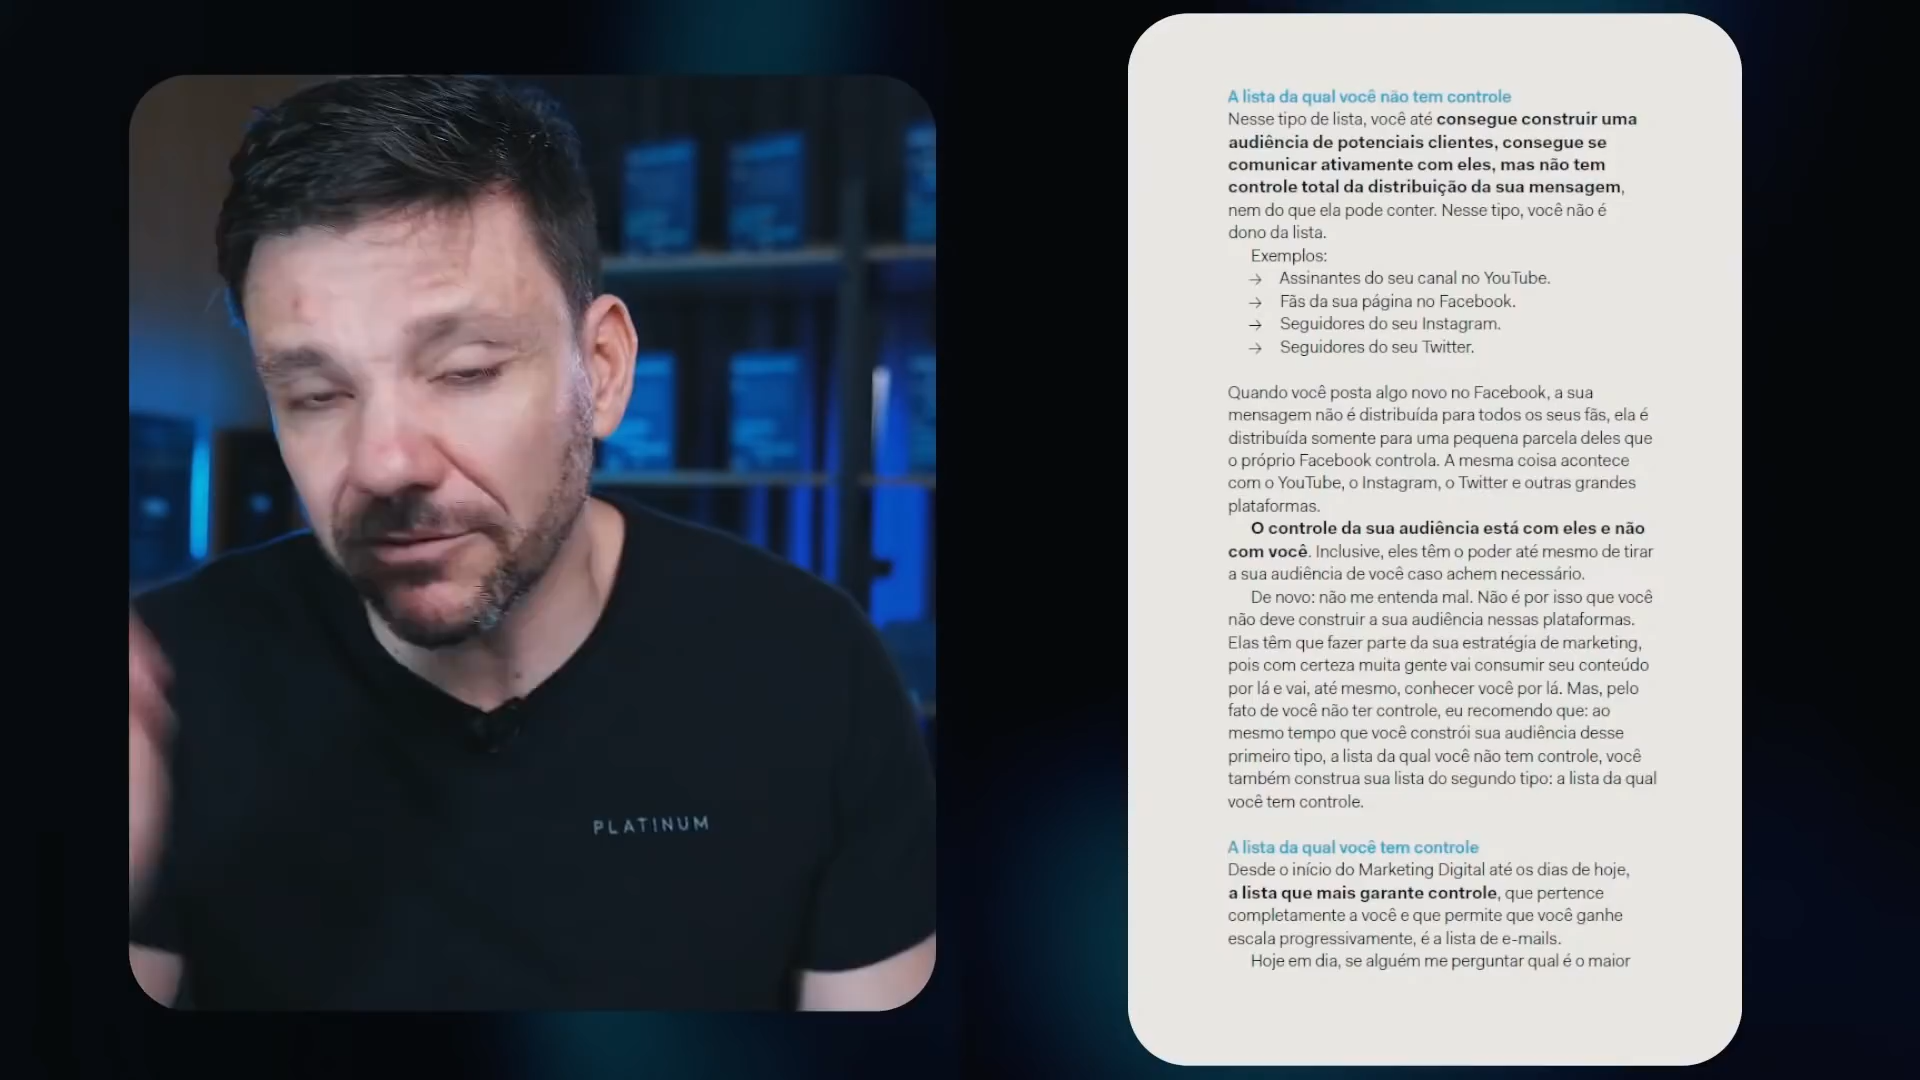 PLATINUM
A lista da qual você não tem controle
Nesse tipo de lista, você até consegue construir uma
audiência de potenciais clientes, consegue se
comunicar ativamente com eles, mas não tem
controle total da distribuição da sua mensagem,
nem do que ela pode conter. Nesse tipo, você não é
dono da lista.
Exemplos:
→ Assinantes do seu canal no YouTube.
→ Fãs da sua página no Facebook.
→ Seguidores do seu Instagram.
→ Seguidores do seu Twitter.
Quando você posta algo novo no Facebook, a sua
mensagem não é distribuída para todos os seus fãs, ela é
distribuída somente para uma pequena parcela deles que
o próprio Facebook controla. A mesma coisa acontece
com o YouTube, o Instagram, o Twitter e outras grandes
plataformas.
O controle da sua audiência está com eles e não
com você. Inclusive, eles têm o poder até mesmo de tirar
a sua audiência de você caso achem necessário.
De novo: não me entenda mal. Não é por isso que você
não deve construir a sua audiência nessas plataformas.
Elas têm que fazer parte da sua estratégia de marketing,
pois com certeza muita gente vai consumir seu conteúdo
por lá e vai, até mesmo, conhecer você por lá. Mas, pelo
fato de você não ter controle, eu recomendo que: ao
mesmo tempo que você constrói sua audiência desse
primeiro tipo, a lista da qual você não tem controle, você
também construa sua lista do segundo tipo: a lista da qual
você tem controle.
A lista da qual você tem controle
Desde o início do Marketing Digital até os dias de hoje,
a lista que mais garante controle, que pertence
completamente a você e que permite que você ganhe
escala progressivamente, é a lista de e-mails.
Hoje em dia, se alguém me perguntar qual é o maior